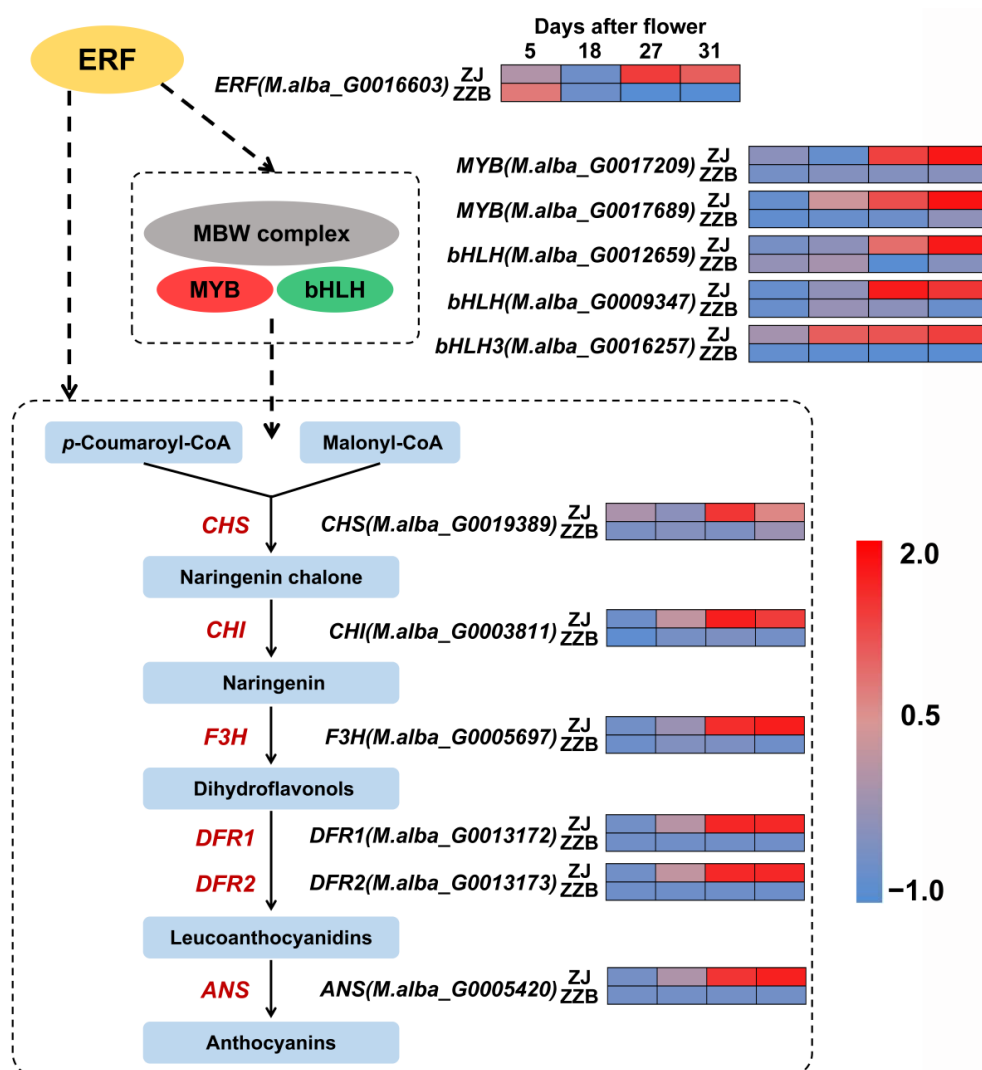 Days after flower
5 18 27 31
ERF
ERF(M.alba_G0016603) ZJ
ZZB
MYB(M.alba_G0017209) ZJ
ZZB
MYB(M.alba_G0017689) ZJ
ZZB
MBW complex
MYB bHLH
bHLH(M.alba_G0012659) ZJ
ZZB
bHLH(M.alba_G0009347) ZJ
ZZB
bHLH3(M.alba_G0016257) ZJ
ZZB
p-Coumaroyl-CoA Malonyl-CoA
CHS CHS(M.alba_G0019389) ZJ
ZZB
Naringenin chalone
CHI CHI(M.alba_G0003811) ZJ
ZZB
Naringenin
F3H F3H(M.alba_G0005697) ZJ
ZZB
Dihydroflavonols
DFR1 DFR1(M.alba_G0013172) ZJ
ZZB
DFR2 DFR2(M.alba_G0013173) ZJ
ZZB
Leucoanthocyanidins
ANS ANS(M.alba_G0005420) ZJ
ZZB
Anthocyanins
2.0
0.5
−1.0